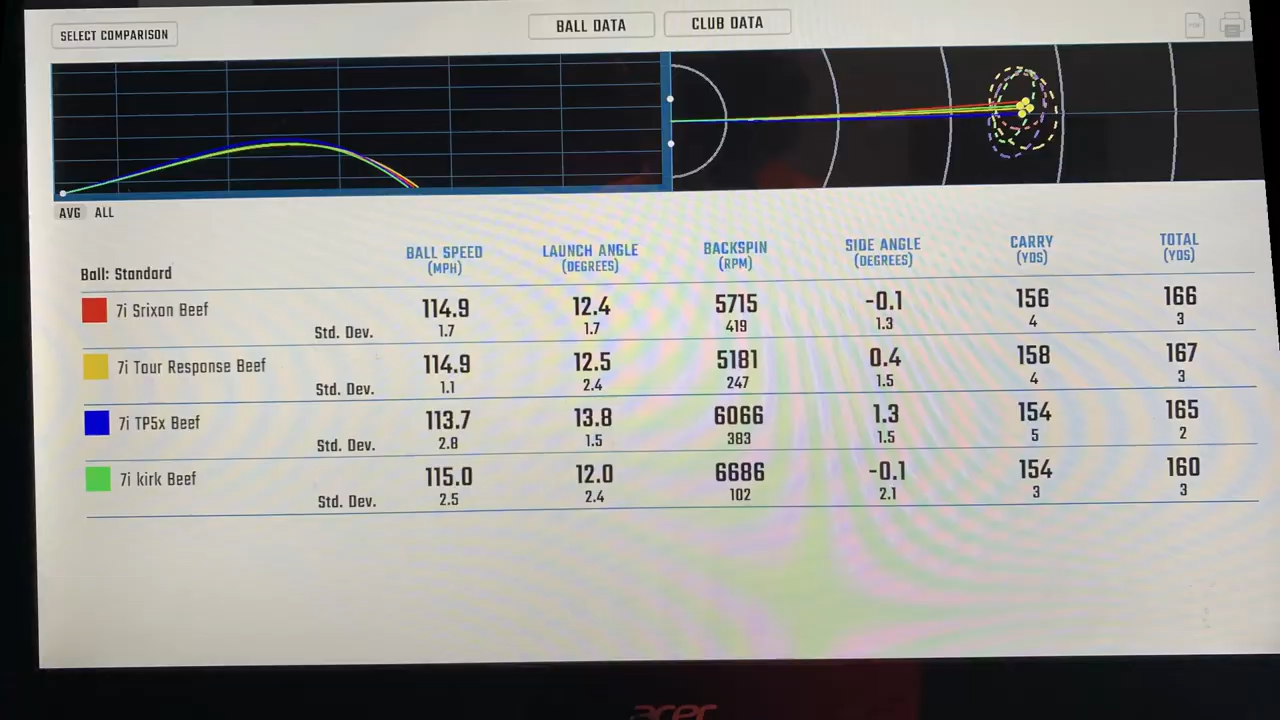 SELECT COMPARISON
BALL DATA
CLUB DATA
AVG ALL
BALL SPEED LAUNCH ANGLE BACKSPIN SIDE ANGLE CARRY TOTAL
(MPH) (DEGREES) (RPM) (DEGREES) (YDS) (YDS)
Ball: Standard
7i Srixon Beef 114.9 12.4 5715 -0.1 156 166
Std. Dev. 1.7 1.7 419 1.3 4 3
7i Tour Response Beef 114.9 12.5 5181 0.4 158 167
Std. Dev. 1.1 2.4 247 1.5 4 3
7i TP5x Beef 113.7 13.8 6066 1.3 154 165
Std. Dev. 2.8 1.5 383 1.5 5 2
7i kirk Beef 115.0 12.0 6686 -0.1 154 160
Std. Dev. 2.5 2.4 102 2.1 3 3
acer